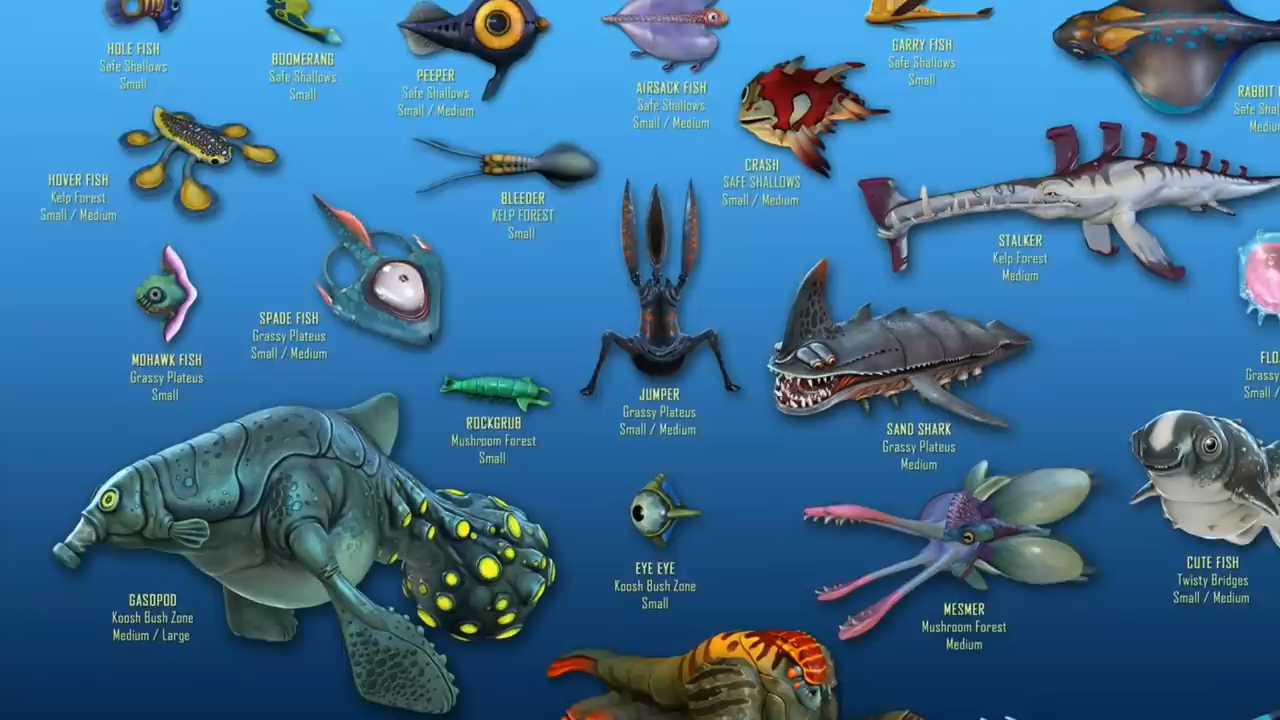 HOLE FISH
Safe Shallows
Small
BOOMERANG
Safe Shallows
Small
PEEPER
Safe Shallows
Small / Medium
AIRSACK FISH
Safe Shallows
Small / Medium
GARRY FISH
Safe Shallows
Small
RABBIT
HOVER FISH
Kelp Forest
Small / Medium
BLEEDER
KELP FOREST
Small
CRASH
SAFE SHALLOWS
Small / Medium
STALKER
Kelp Forest
Medium
MOHAWK FISH
Grassy Plateus
Small
SPADE FISH
Grassy Plateus
Small / Medium
ROCKGRUB
Mushroom Forest
Small
JUMPER
Grassy Plateus
Small / Medium
SAND SHARK
Grassy Plateus
Medium
Grassy
Small /
GASOPOD
Koosh Bush Zone
Medium / Large
EYE EYE
Koosh Bush Zone
Small
MESMER
Mushroom Forest
Medium
CUTE FISH
Twisty Bridges
Small / Medium